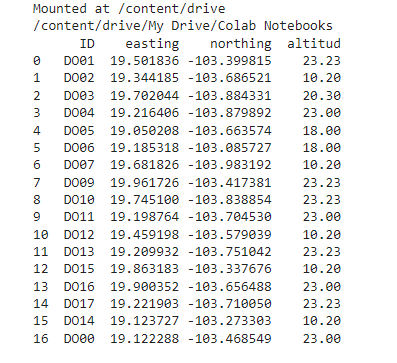 Mounted at /content/drive
/content/drive/My Drive/Colab Notebooks
ID easting northing altitud
0 DO01 19.501836 -103.399815 23.23
1 DO02 19.344185 -103.686521 10.20
2 DO03 19.702044 -103.884331 20.30
3 DO04 19.216406 -103.879892 23.00
4 DO05 19.050208 -103.663574 18.00
5 DO06 19.185318 -103.085727 18.00
6 DO07 19.681826 -103.983192 10.20
7 DO09 19.961726 -103.417381 23.23
8 DO10 19.745100 -103.838854 23.23
9 DO11 19.198764 -103.704530 23.00
10 DO12 19.459198 -103.579039 10.20
11 DO13 19.209932 -103.751042 23.23
12 DO15 19.863183 -103.337676 10.20
13 DO16 19.900352 -103.656488 23.00
14 DO17 19.221903 -103.710050 23.23
15 DO14 19.123727 -103.273303 10.20
16 DO00 19.122288 -103.468549 23.00